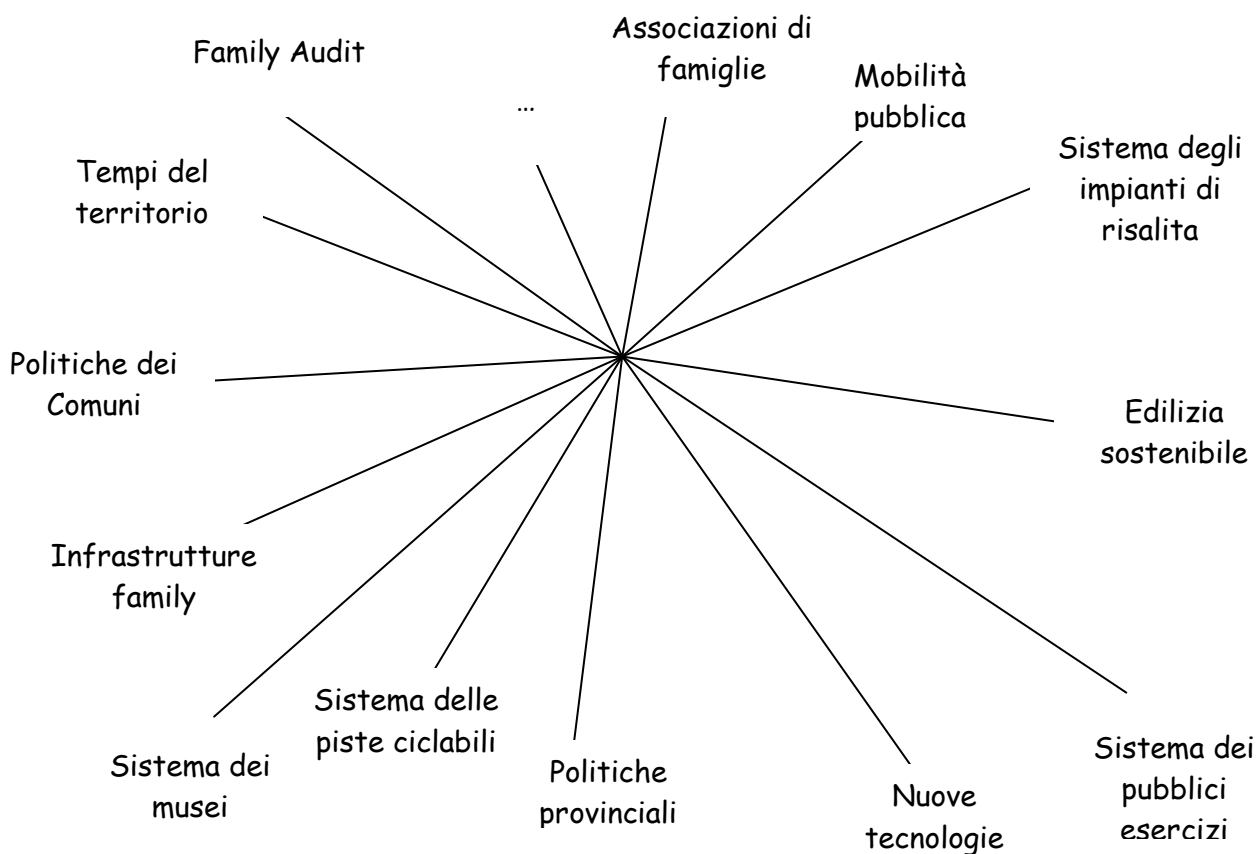 Family Audit
...
Associazioni di
famiglie
Mobilità
pubblica
Sistema degli
impianti di
risalita
Tempi del
territorio
Politiche dei
Comuni
Edilizia
sostenibile
Infrastrutture
family
Sistema delle
piste ciclabili
Sistema dei
musei
Politiche
provinciali
Nuove
tecnologie
Sistema dei
pubblici
esercizi